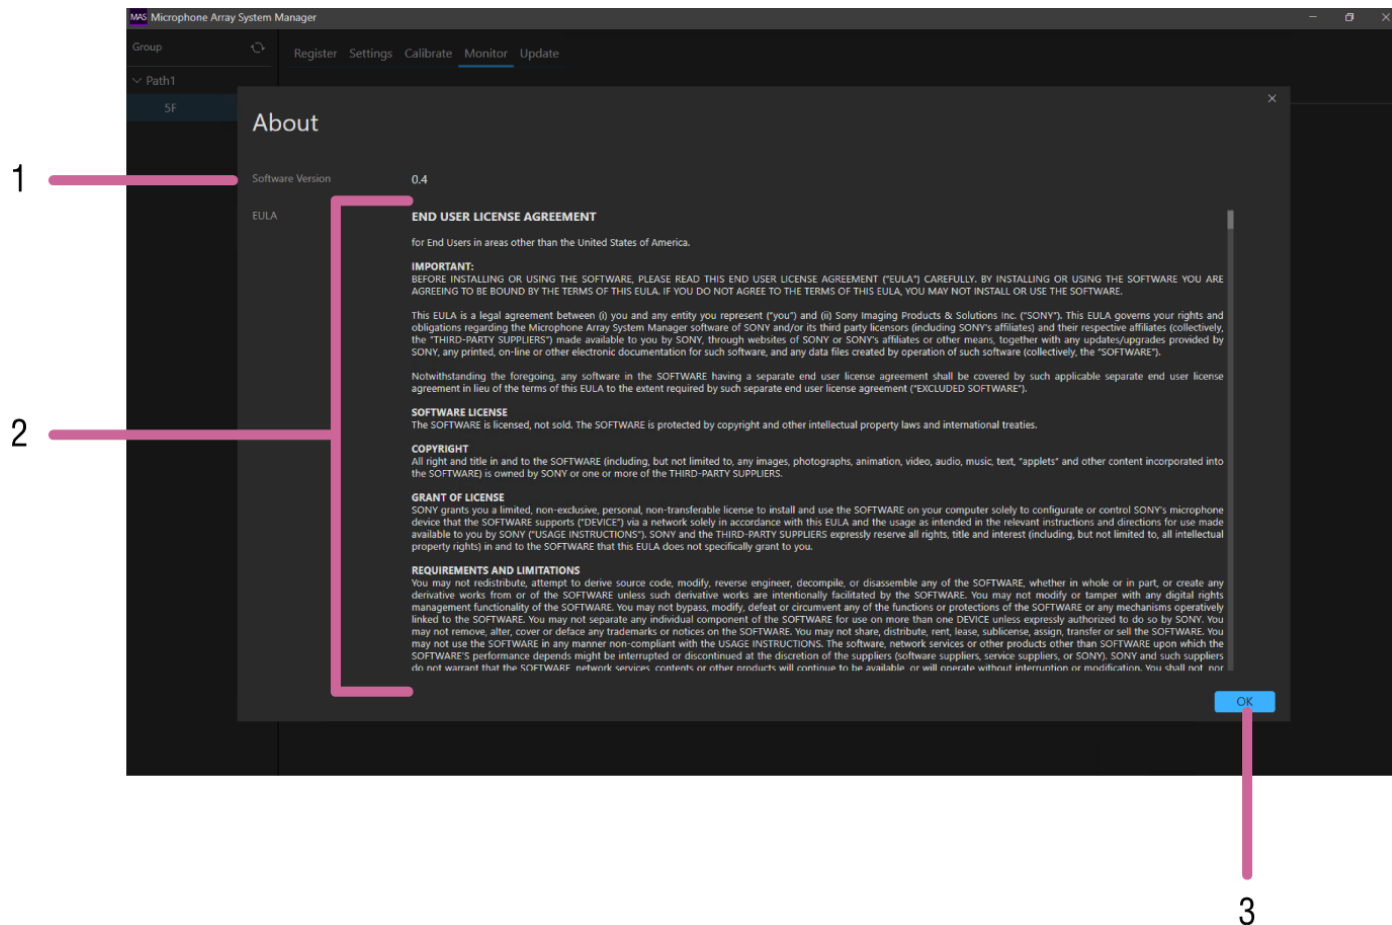 MAS Microphone Array System Manager
Group
Register Settings Calibrate Monitor Update
Path1
5F
About
1
Software Version 0.4
EULA
END USER LICENSE AGREEMENT
for End Users in areas other than the United States of America.
IMPORTANT:
BEFORE INSTALLING OR USING THE SOFTWARE, PLEASE READ THIS END USER LICENSE AGREEMENT ("EULA") CAREFULLY. BY INSTALLING OR USING THE SOFTWARE YOU ARE
AGREEING TO BE BOUND BY THE TERMS OF THIS EULA. IF YOU DO NOT AGREE TO THE TERMS OF THIS EULA, YOU MAY NOT INSTALL OR USE THE SOFTWARE.
This EULA is a legal agreement between (i) you and any entity you represent ("you") and (ii) Sony Imaging Products & Solutions Inc. ("SONY"). This EULA governs your rights and
obligations regarding the Microphone Array System Manager software of SONY and/or its third party licensors (including SONY's affiliates) and their respective affiliates (collectively,
the "THIRD-PARTY SUPPLIERS") made available to you by SONY, through websites of SONY or SONY's affiliates or other means, together with any updates/upgrades provided by
SONY, any printed, on-line or other electronic documentation for such software, and any data files created by operation of such software (collectively, the "SOFTWARE").
Notwithstanding the foregoing, any software in the SOFTWARE having a separate end user license agreement shall be covered by such applicable separate end user license
agreement in lieu of the terms of this EULA to the extent required by such separate end user license agreement ("EXCLUDED SOFTWARE").
SOFTWARE LICENSE
The SOFTWARE is licensed, not sold. The SOFTWARE is protected by copyright and other intellectual property laws and international treaties.
2
COPYRIGHT
All right and title in and to the SOFTWARE (including, but not limited to, any images, photographs, animation, video, audio, music, text, "applets" and other content incorporated into
the SOFTWARE) is owned by SONY or one or more of the THIRD-PARTY SUPPLIERS.
GRANT OF LICENSE
SONY grants you a limited, non-exclusive, personal, non-transferable license to install and use the SOFTWARE on your computer solely to configurate or control SONY's microphone
device that the SOFTWARE supports ("DEVICE") via a network solely in accordance with this EULA and the usage as intended in the relevant instructions and directions for use made
available to you by SONY ("USAGE INSTRUCTIONS"). SONY and the THIRD-PARTY SUPPLIERS expressly reserve all rights, title and interest (including, but not limited to, all intellectual
property rights) in and to the SOFTWARE that this EULA does not specifically grant to you.
REQUIREMENTS AND LIMITATIONS
You may not redistribute, attempt to derive source code, modify, reverse engineer, decompile, or disassemble any of the SOFTWARE, whether in whole or in part, or create any
derivative works from or of the SOFTWARE unless such derivative works are intentionally facilitated by the SOFTWARE. You may not modify or tamper with any digital rights
management functionality of the SOFTWARE. You may not bypass, modify, defeat or circumvent any of the functions or protections of the SOFTWARE or any mechanisms operatively
linked to the SOFTWARE. You may not separate any individual component of the SOFTWARE for use on more than one DEVICE unless expressly authorized to do so by SONY. You
may not remove, alter, cover or deface any trademarks or notices on the SOFTWARE. You may not share, distribute, rent, lease, sublicense, assign, transfer or sell the SOFTWARE. You
may not use the SOFTWARE in any manner non-compliant with the USAGE INSTRUCTIONS. The software, network services or other products other than SOFTWARE upon which the
SOFTWARE'S performance depends might be interrupted or discontinued at the discretion of the suppliers (software suppliers, service suppliers, or SONY). SONY and such suppliers
do not warrant that the SOFTWARE, network services, contents or other products will continue to be available, or will operate without interruption or modification. You shall not, nor
OK
3